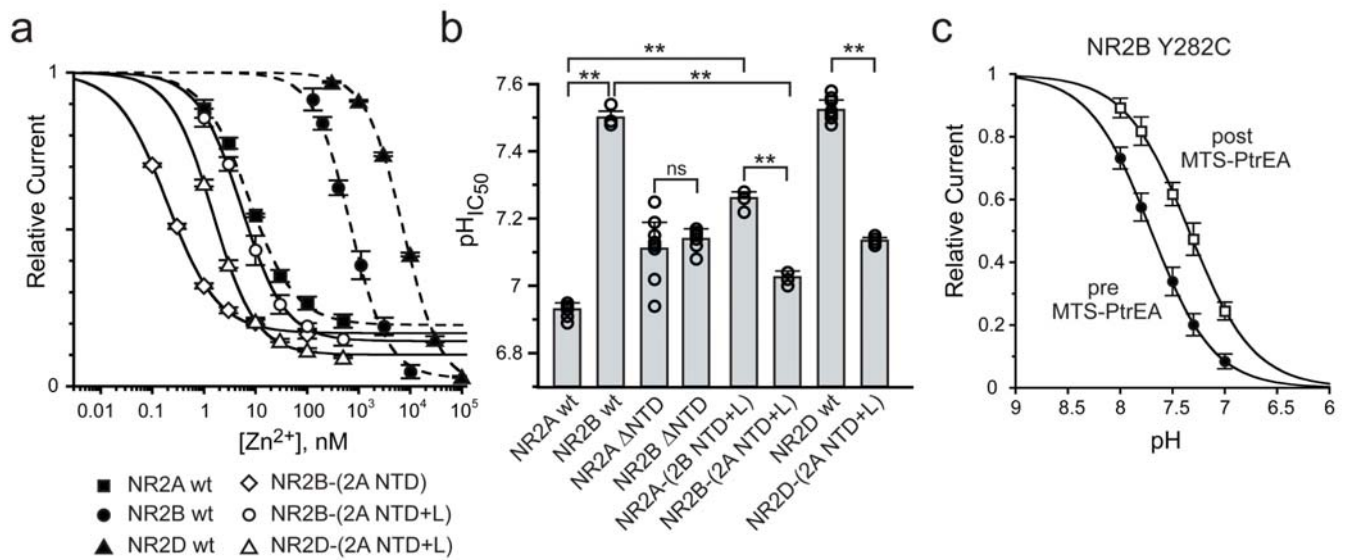 a
Relative Current
1
0
0.01 0.1 1 10 100 10³ 10⁴ 10⁵
[Zn²⁺], nM
■ NR2A wt
● NR2B wt
▲ NR2D wt
◇ NR2B-(2A NTD)
○ NR2B-(2A NTD+L)
△ NR2D-(2A NTD+L)
b
pH IC50
7.6
7.4
7.2
7
6.8
**
**
**
ns
**
**
NR2A wt
NR2B wt
NR2A ΔNTD
NR2B ΔNTD
NR2A-(2B NTD+L)
NR2B-(2A NTD+L)
NR2D wt
NR2D-(2A NTD+L)
c
NR2B Y282C
Relative Current
1
0.8
0.6
0.4
0.2
0
post
MTS-PtrEA
pre
MTS-PtrEA
9 8.5 8 7.5 7 6.5 6
pH